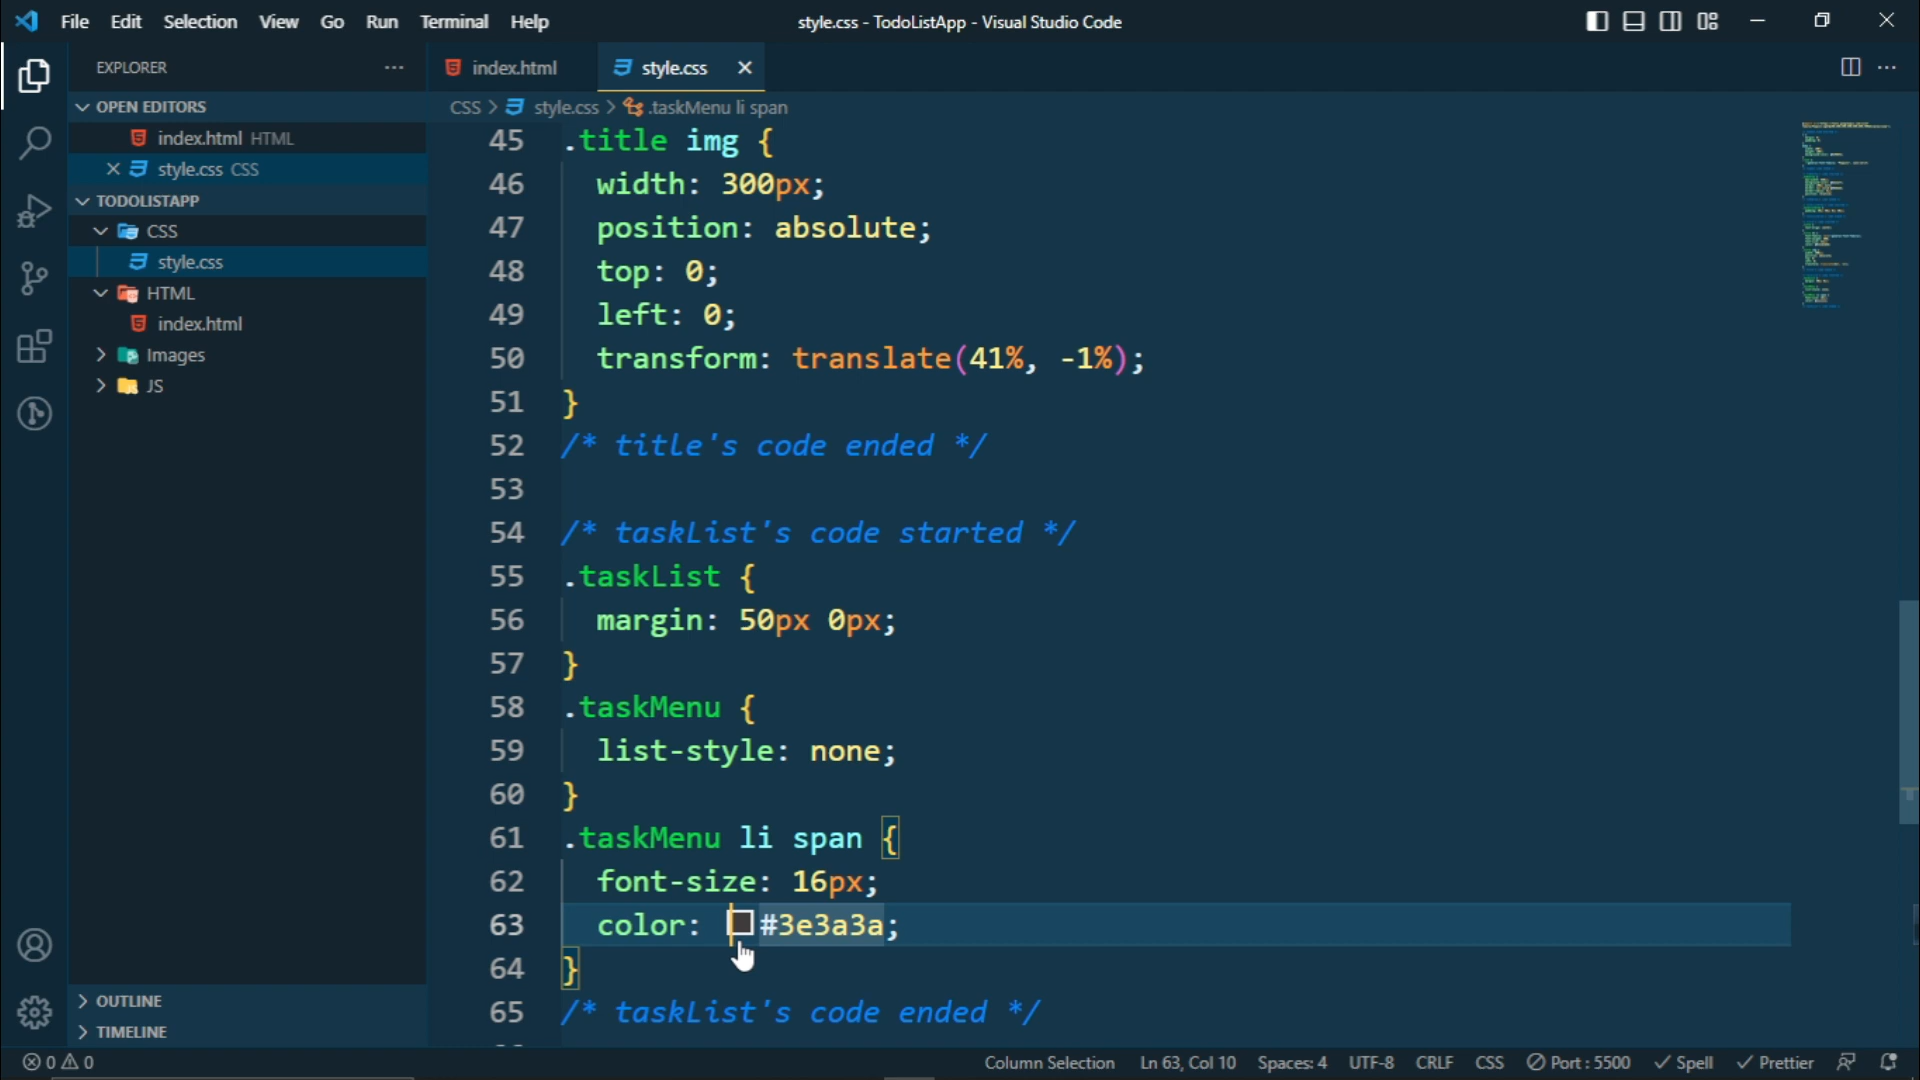 File Edit Selection View Go Run Terminal Help
style.css - TodoListApp - Visual Studio Code
EXPLORER
OPEN EDITORS
index.html HTML
style.css CSS
TODOLISTAPP
CSS
style.css
HTML
index.html
Images
JS
OUTLINE
TIMELINE
index.html style.css
CSS > style.css > .taskMenu li span
45 .title img {
46 width: 300px;
47 position: absolute;
48 top: 0;
49 left: 0;
50 transform: translate(41%, -1%);
51 }
52 /* title's code ended */
53
54 /* taskList's code started */
55 .taskList {
56 margin: 50px 0px;
57 }
58 .taskMenu {
59 list-style: none;
60 }
61 .taskMenu li span {
62 font-size: 16px;
63 color: #3e3a3a;
64 }
65 /* taskList's code ended */
0 0 Column Selection Ln 63, Col 10 Spaces: 4 UTF-8 CRLF CSS Port : 5500 Spell Prettier